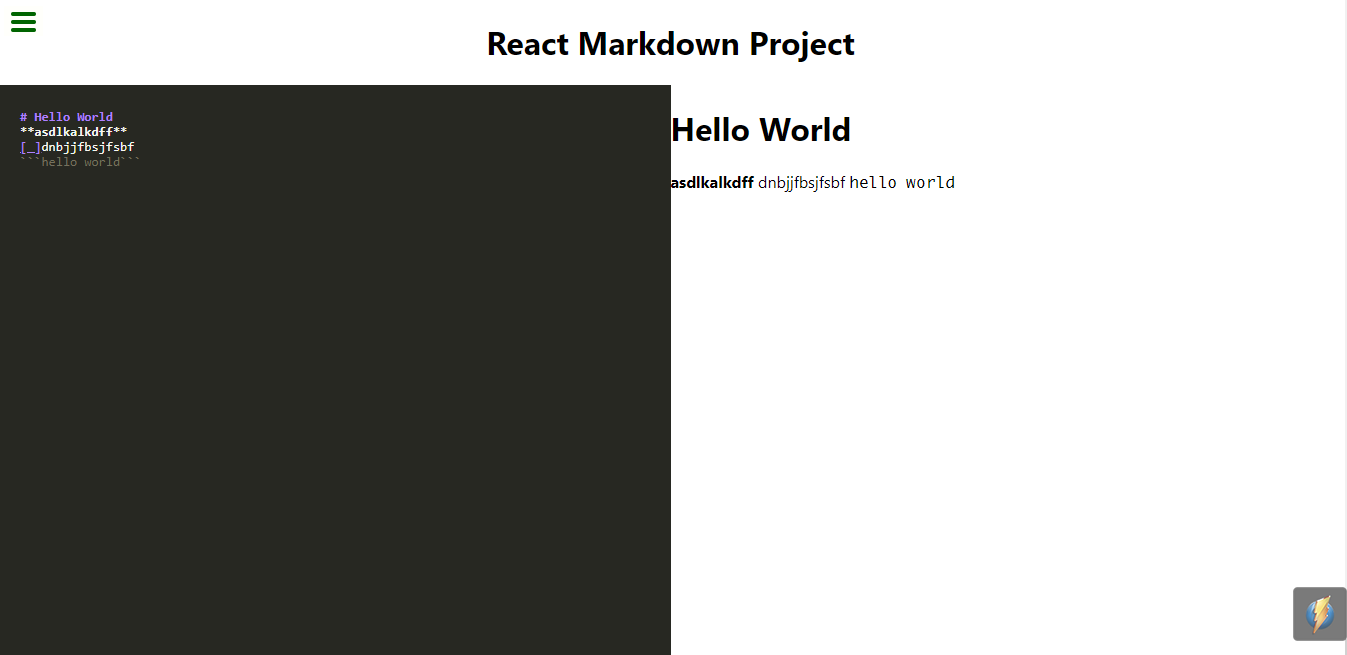 React Markdown Project
# Hello World
**asdlkalkdff**
[_]dnbjjfbsjfsbf
```hello world```
Hello World
asdlkalkdff dnbjjfbsjfsbf hello world